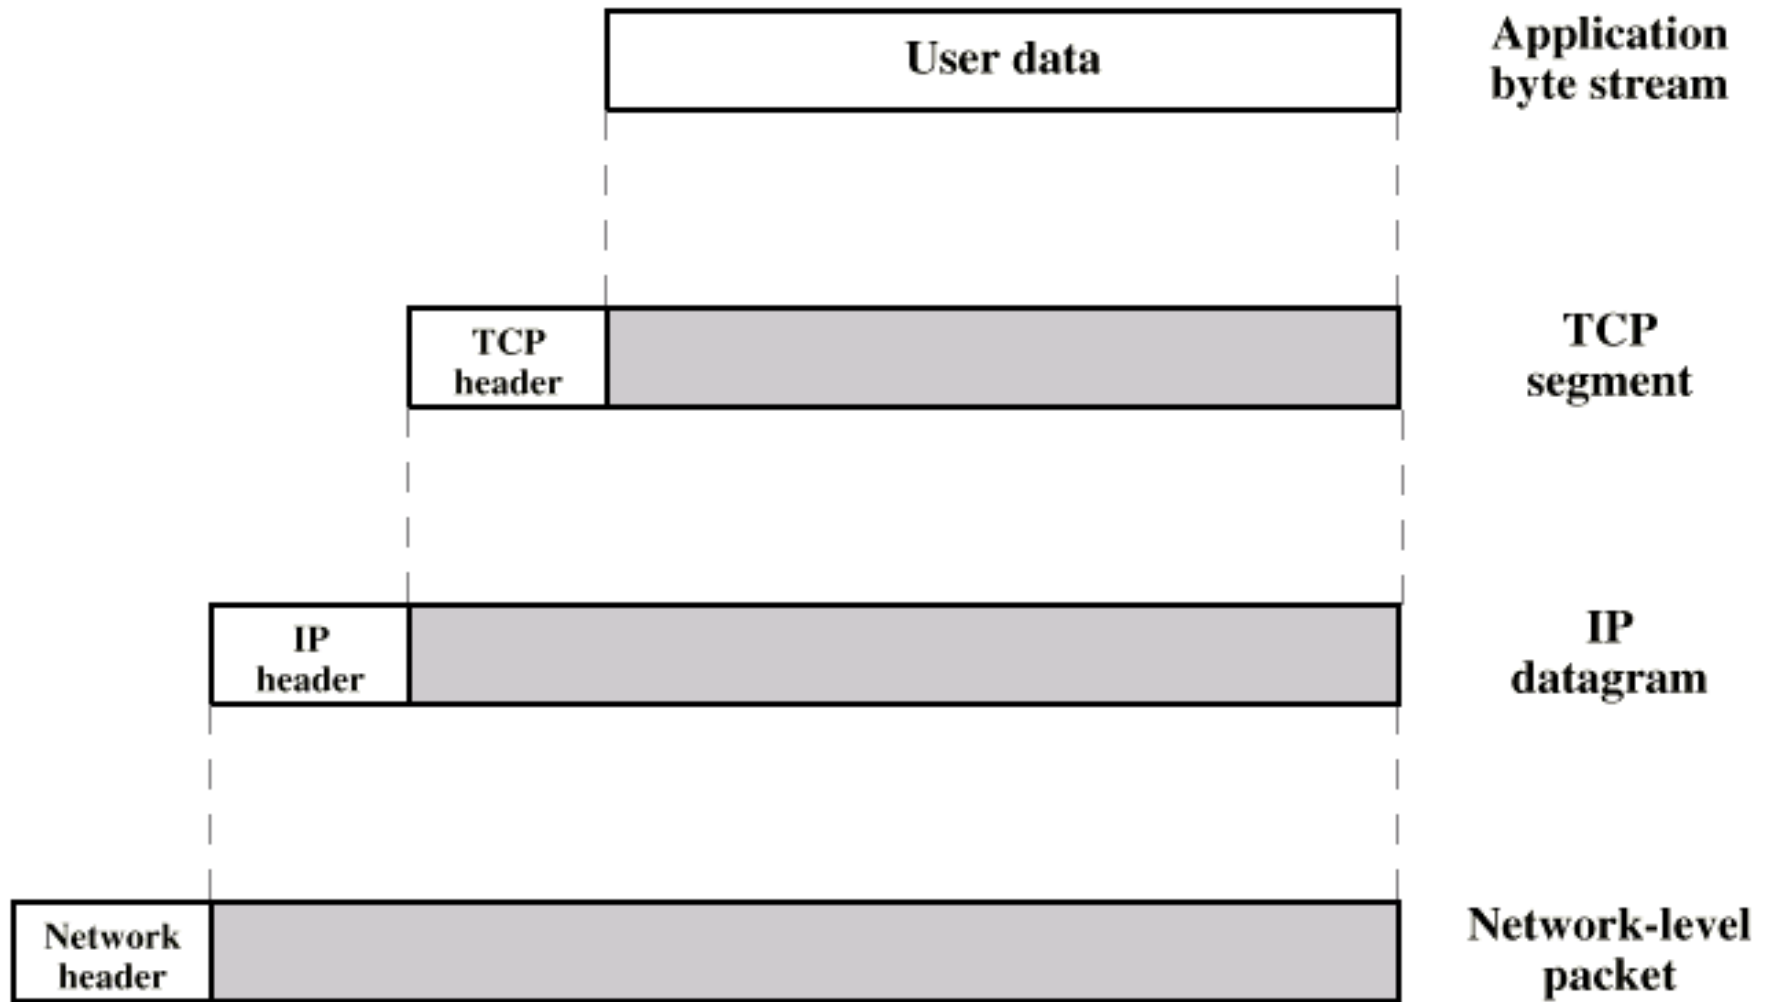 User data
Application
byte stream
TCP
header
TCP
segment
IP
header
IP
datagram
Network
header
Network-level
packet